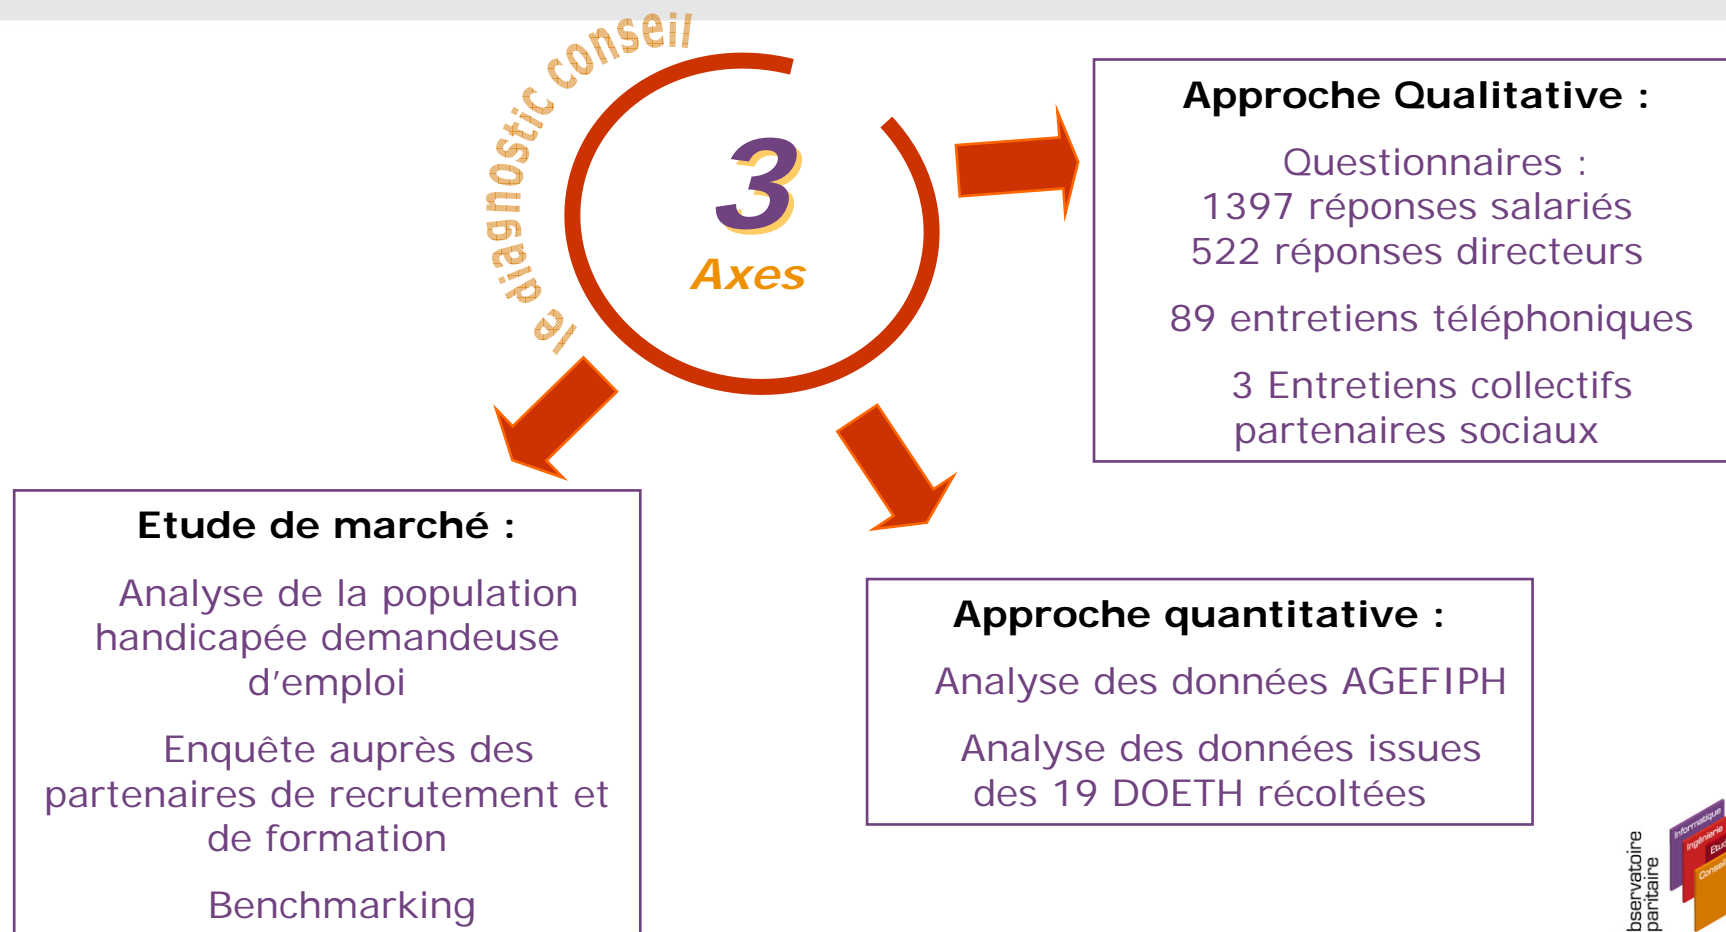 le diagnostic conseil
3
Axes
Approche Qualitative :
Questionnaires :
1397 réponses salariés
522 réponses directeurs
89 entretiens téléphoniques
3 Entretiens collectifs
partenaires sociaux
Etude de marché :
Analyse de la population
handicapée demandeuse
d’emploi
Enquête auprès des
partenaires de recrutement et
de formation
Benchmarking
Approche quantitative :
Analyse des données AGEFIPH
Analyse des données issues
des 19 DOETH récoltées
bservatoire
paritaire
Informatique
Ingénierie
Etud
Conseil